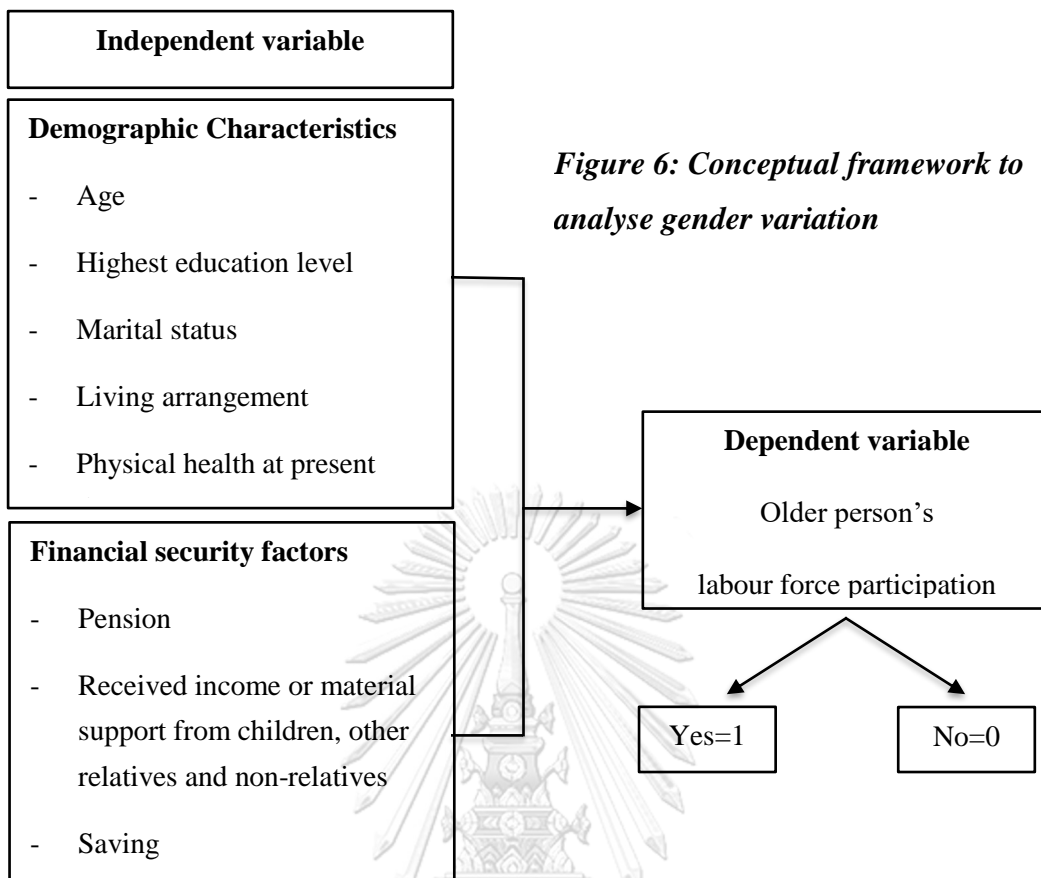 Independent variable
Demographic Characteristics
- Age
- Highest education level
- Marital status
- Living arrangement
- Physical health at present
Financial security factors
- Pension
- Received income or material
support from children, other
relatives and non-relatives
- Saving
Figure 6: Conceptual framework to
analyse gender variation
Dependent variable
Older person's
labour force participation
Yes=1
No=0